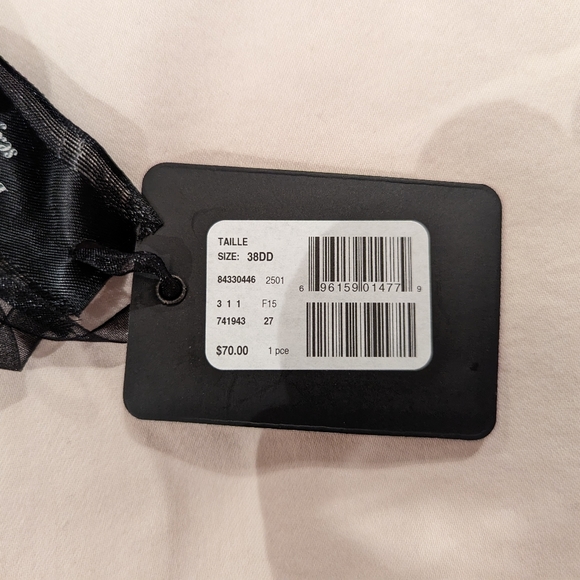 TAILLE
SIZE: 38DD
84330446 2501
3 1 1 F15
741943 27
$70.00 1 pce
6 96159 01477 9